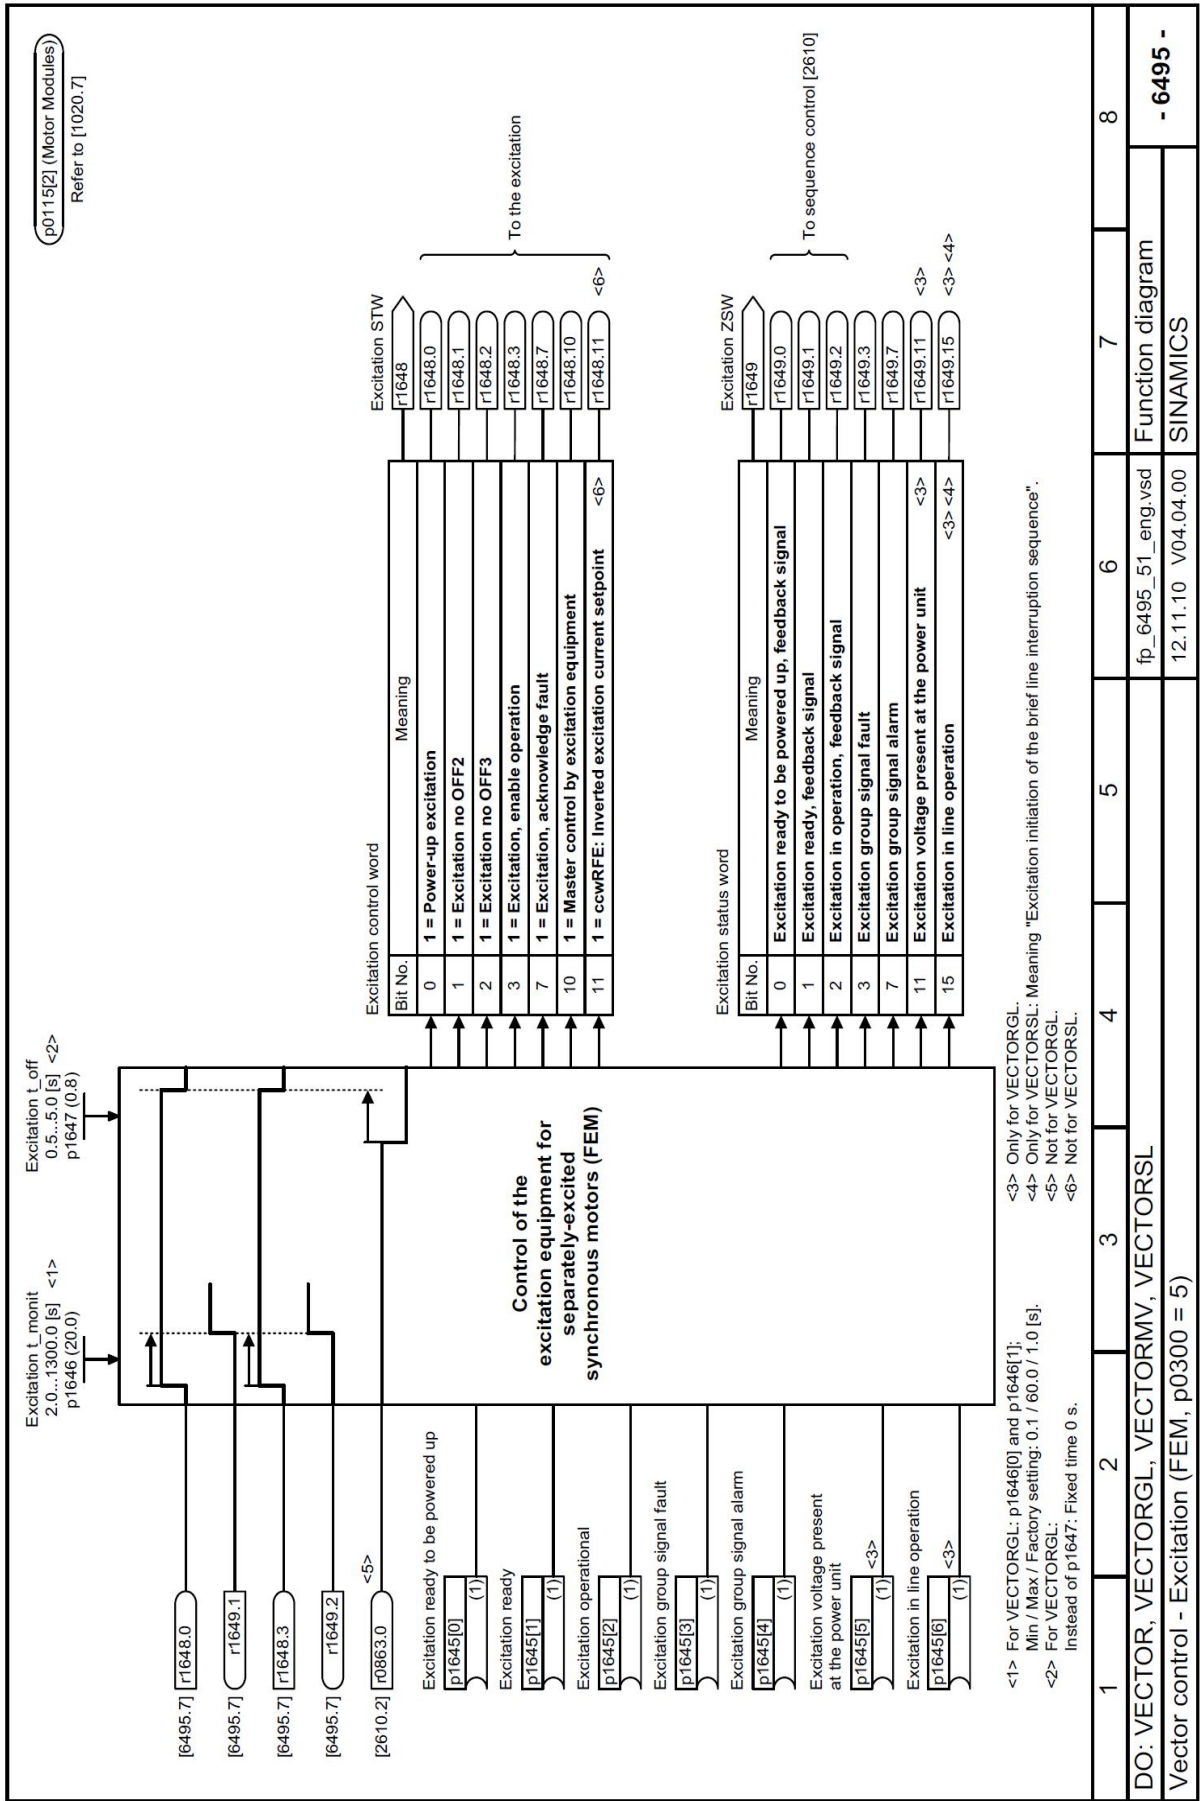 p0115[2] (Motor Modules)
Refer to [1020.7]
Excitation t_monit
2.0...1300.0 [s] <1>
p1646 (20.0)
Excitation t_off
0.5...5.0 [s] <2>
p1647 (0.8)
[6495.7] r1648.0
[6495.7] r1649.1
[6495.7] r1648.3
[6495.7] r1649.2
<5>
[2610.2] r0863.0
Excitation ready to be powered up
p1645[0]
(1)
Excitation ready
p1645[1]
(1)
Excitation operational
p1645[2]
(1)
Excitation group signal fault
p1645[3]
(1)
Excitation group signal alarm
p1645[4]
(1)
Excitation voltage present
at the power unit
p1645[5] <3>
(1)
Excitation in line operation
p1645[6] <3>
(1)
Control of the
excitation equipment for
separately-excited
synchronous motors (FEM)
Excitation control word
Excitation STW
Bit No. Meaning r1648
0 1 = Power-up excitation r1648.0
1 1 = Excitation no OFF2 r1648.1
2 1 = Excitation no OFF3 r1648.2
3 1 = Excitation, enable operation r1648.3
7 1 = Excitation, acknowledge fault r1648.7
10 1 = Master control by excitation equipment r1648.10
11 1 = ccwRFE: Inverted excitation current setpoint <6> r1648.11 <6>
To the excitation
Excitation status word
Excitation ZSW
Bit No. Meaning r1649
0 Excitation ready to be powered up, feedback signal r1649.0
1 Excitation ready, feedback signal r1649.1
2 Excitation in operation, feedback signal r1649.2
3 Excitation group signal fault r1649.3
7 Excitation group signal alarm r1649.7
11 Excitation voltage present at the power unit <3> r1649.11 <3>
15 Excitation in line operation <3> <4> r1649.15 <3> <4>
To sequence control [2610]
<1> For VECTORGL: p1646[0] and p1646[1];
Min / Max / Factory setting: 0.1 / 60.0 / 1.0 [s].
<2> For VECTORGL:
Instead of p1647: Fixed time 0 s.
<3> Only for VECTORGL.
<4> Only for VECTORSL: Meaning "Excitation initiation of the brief line interruption sequence".
<5> Not for VECTORGL.
<6> Not for VECTORSL.
1 2 3 4 5 6 7 8
DO: VECTOR, VECTORGL, VECTORMV, VECTORSL
Vector control - Excitation (FEM, p0300 = 5)
fp_6495_51_eng.vsd
12.11.10 V04.04.00
Function diagram
SINAMICS
- 6495 -